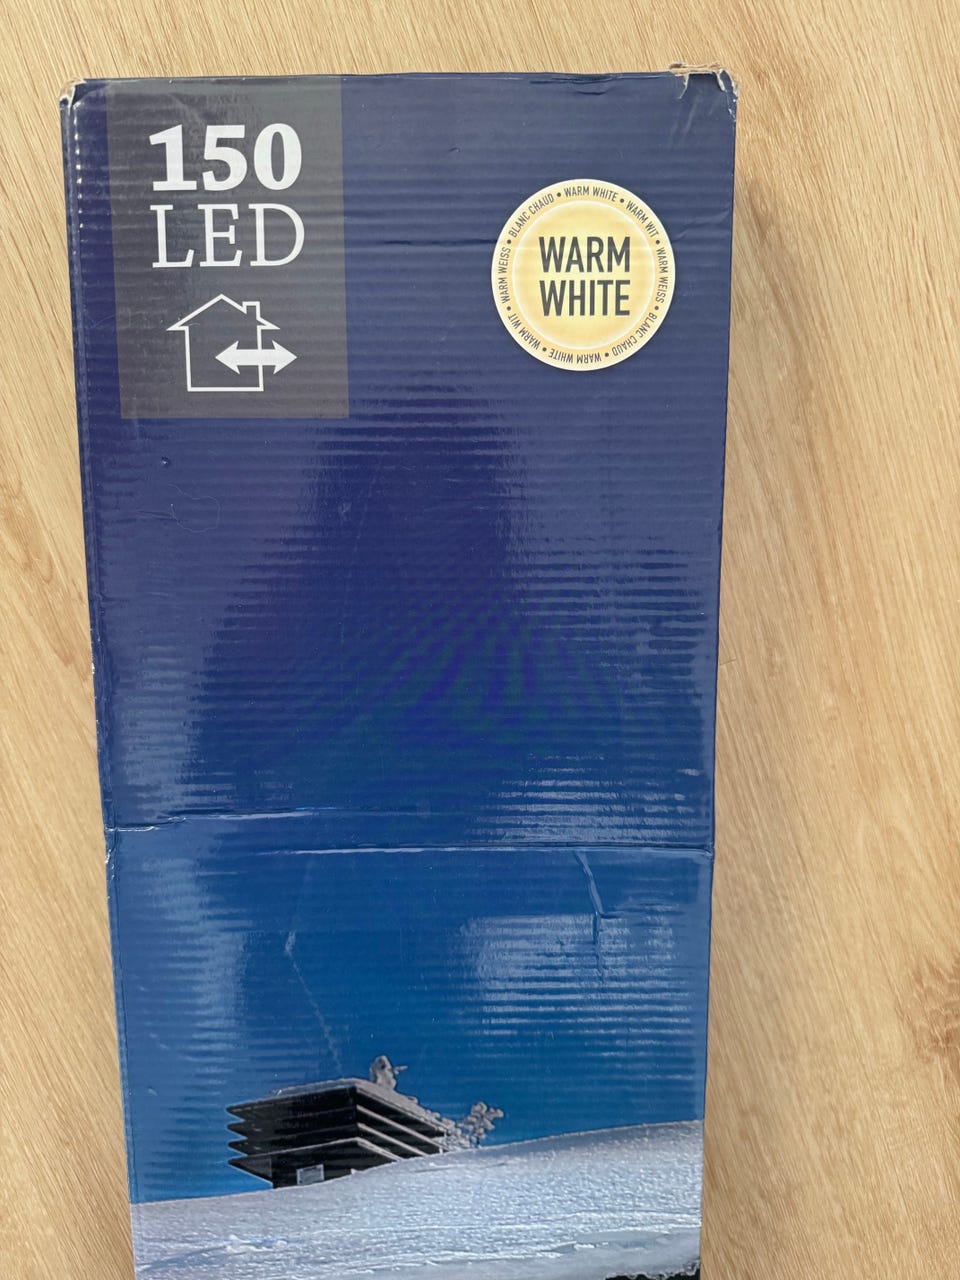 150
LED
WARM
WHITE
WARM WHITE • WARM WIT • WARM WEISS • BLANC CHAUD • WARM WHITE • WARM WIT • WARM WEISS • BLANC CHAUD •